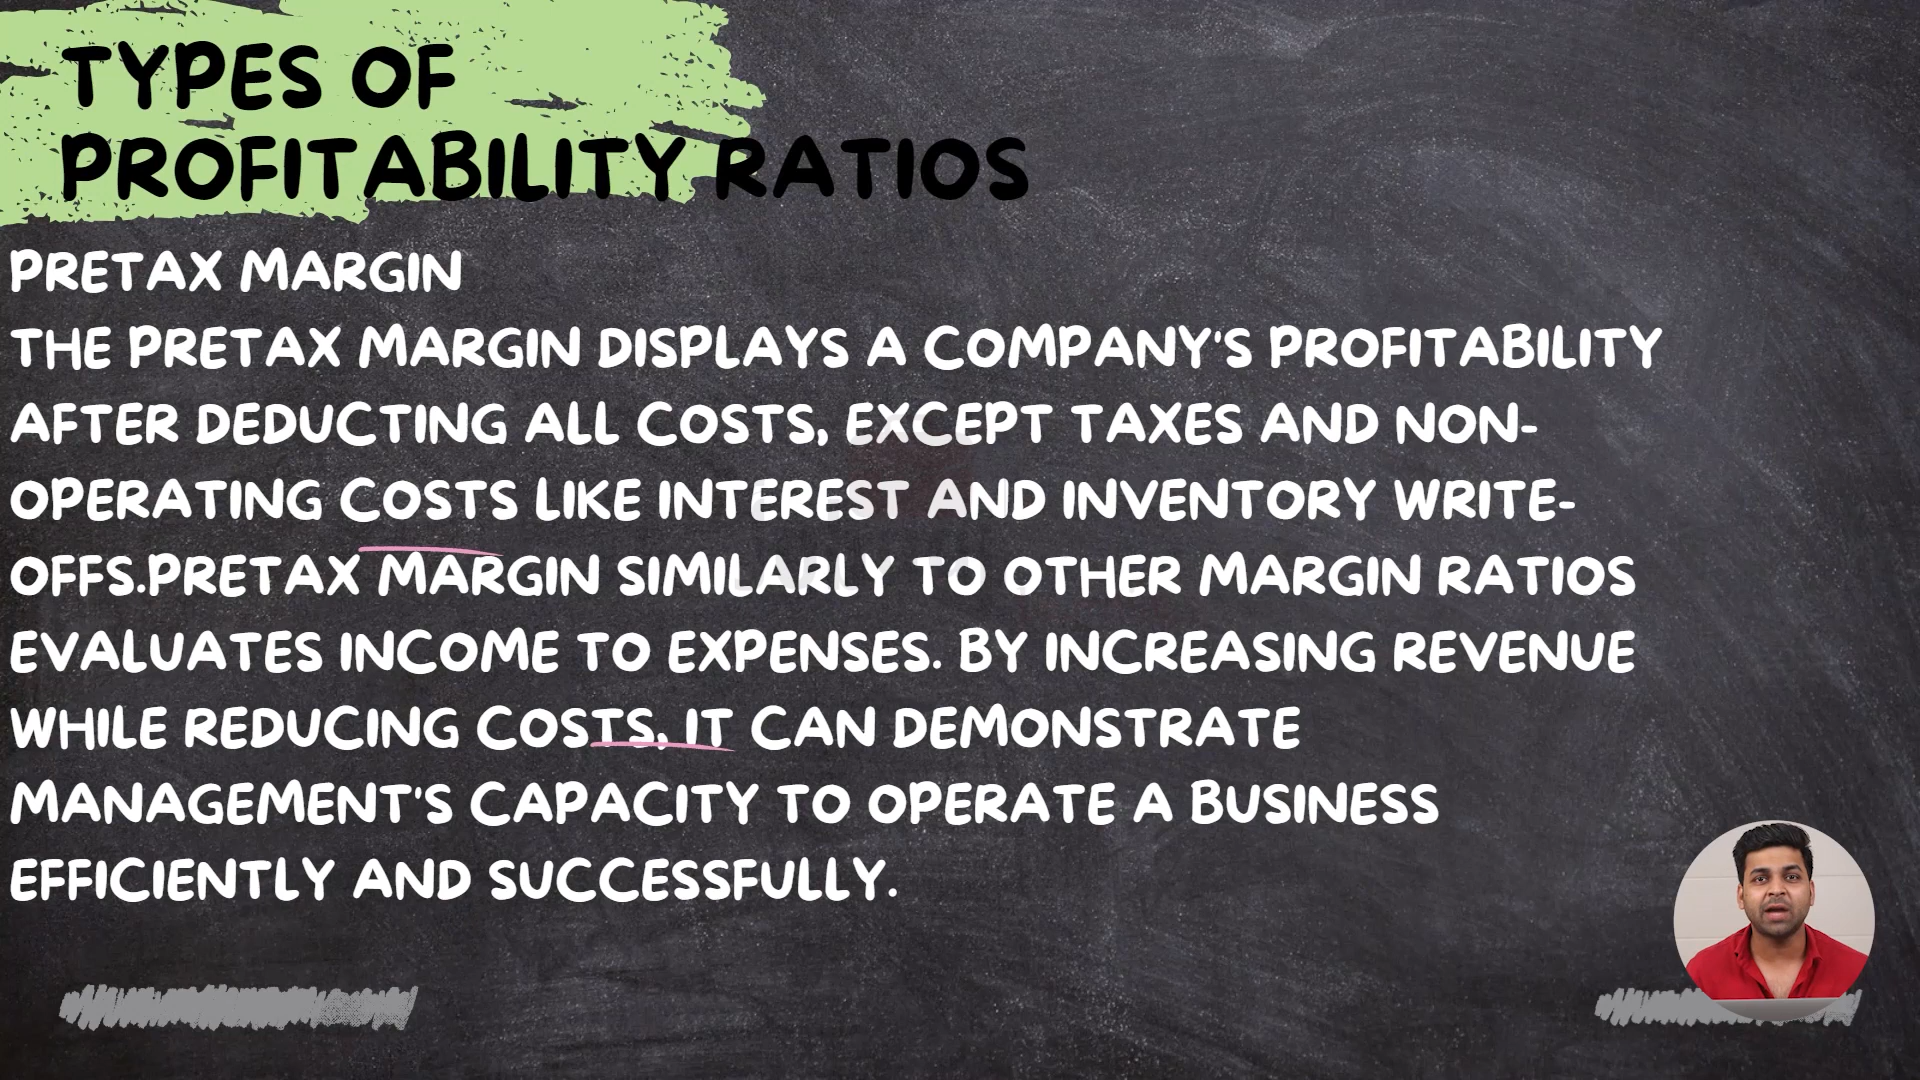 TYPES OF
PROFITABILITY RATIOS
PRETAX MARGIN
THE PRETAX MARGIN DISPLAYS A COMPANY'S PROFITABILITY
AFTER DEDUCTING ALL COSTS, EXCEPT TAXES AND NON-
OPERATING COSTS LIKE INTEREST AND INVENTORY WRITE-
OFFS.PRETAX MARGIN SIMILARLY TO OTHER MARGIN RATIOS
EVALUATES INCOME TO EXPENSES. BY INCREASING REVENUE
WHILE REDUCING COSTS, IT CAN DEMONSTRATE
MANAGEMENT'S CAPACITY TO OPERATE A BUSINESS
EFFICIENTLY AND SUCCESSFULLY.